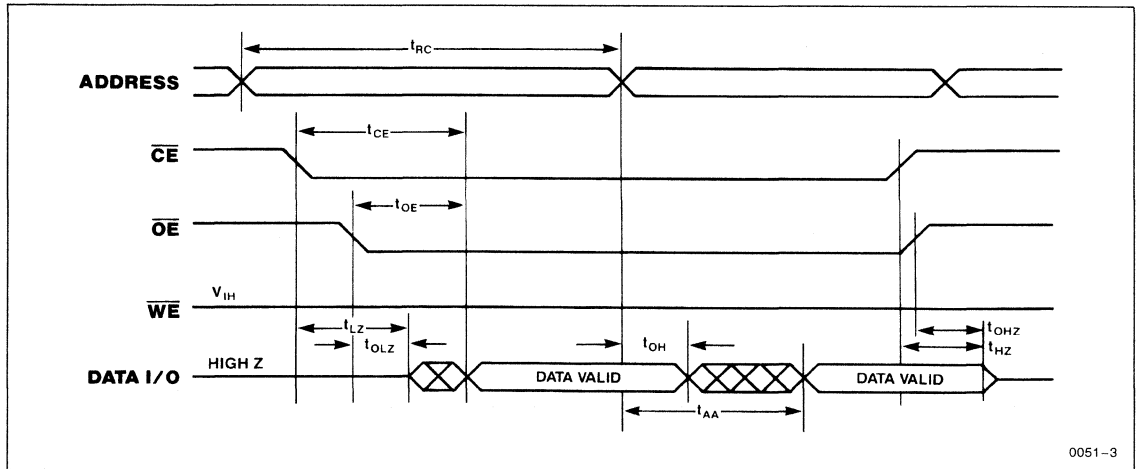 tRC
ADDRESS
tCE
CE
tOE
OE
VIH
WE
tLZ
tOHZ
tOLZ
tOH
tHZ
HIGH Z
DATA I/O
DATA VALID
DATA VALID
tAA
0051-3